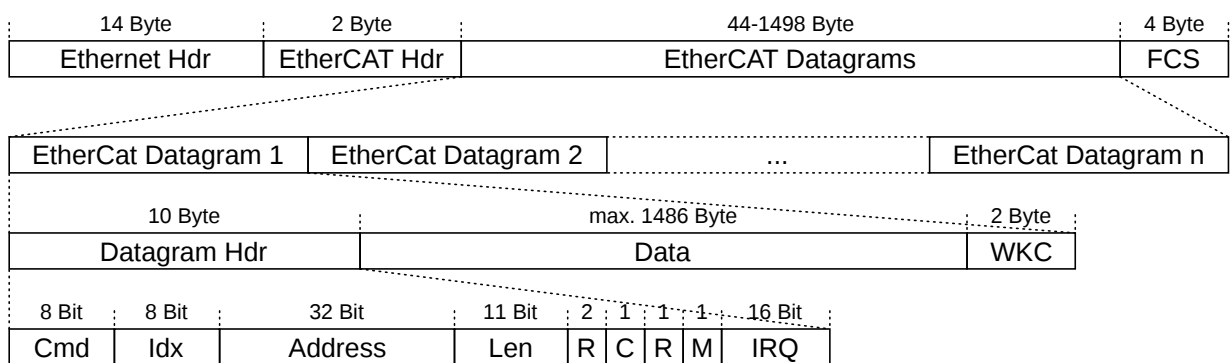 14 Byte 2 Byte 44-1498 Bytes 4 Byte
Ethernet Hdr EtherCAT Hdr EtherCAT Datagrams FCS
EtherCat Datagram 1 EtherCat Datagram 2 ... EtherCat Datagram n
10 Byte max. 1486 Byte 2 Byte
Datagram Hdr Data WKC
8 Bit 8 Bit 32 Bit 11 Bit 2 1 1 1 16 Bit
Cmd Idx Address Len R C R M IRQ